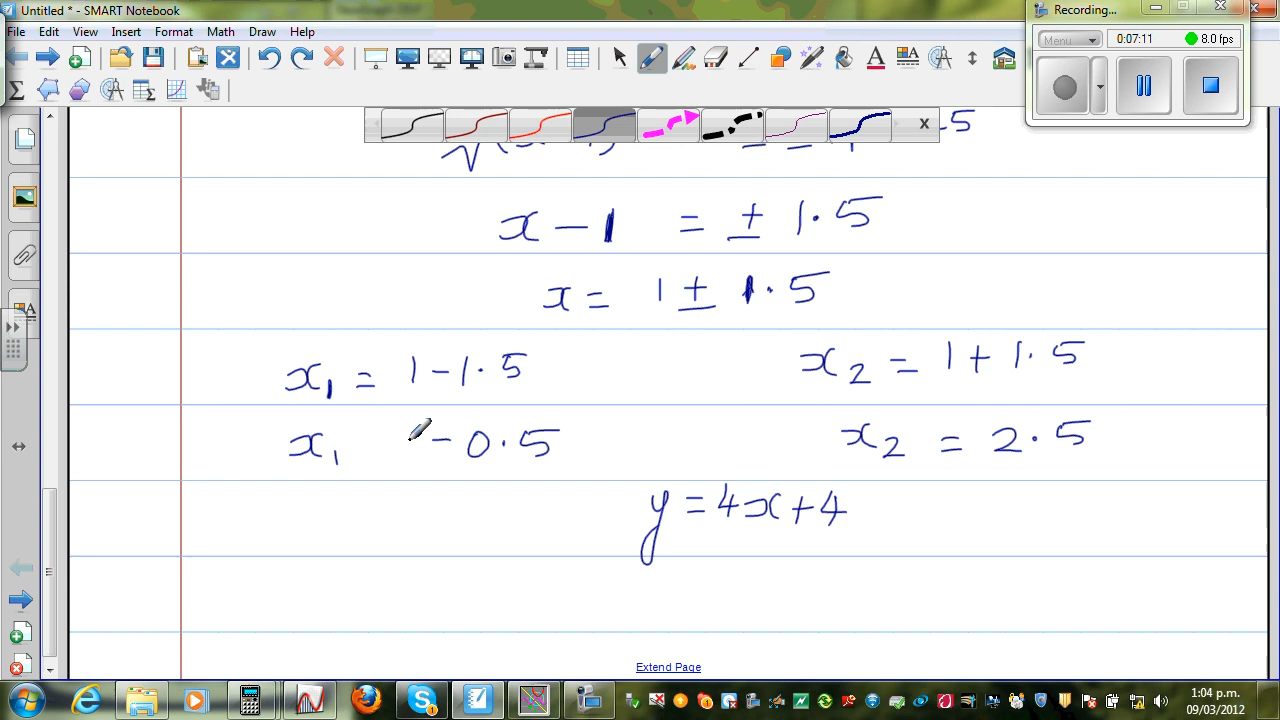 Untitled * - SMART Notebook
Recording...
File Edit View Insert Format Math Draw Help
Menu 0:07:11 8.0 fps
x
5
x - 1 = ± 1.5
x = 1 ± 1.5
x₁ = 1 - 1.5 x₂ = 1 + 1.5
x₁ - 0.5 x₂ = 2.5
y = 4x + 4
Extend Page
1:04 p.m.
09/03/2012